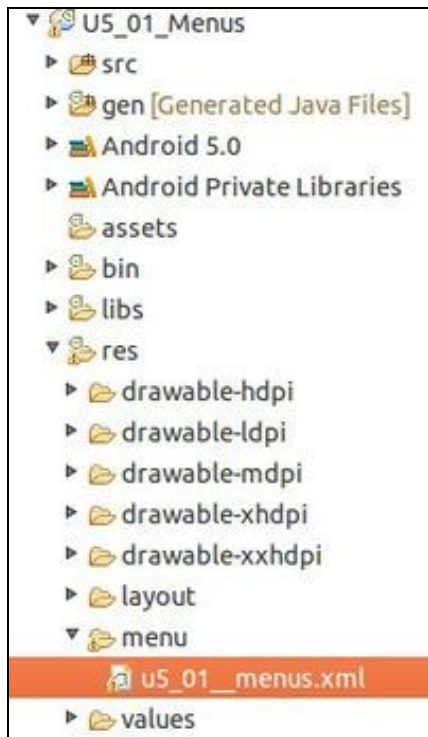 U5_01_Menus
src
gen [Generated Java Files]
Android 5.0
Android Private Libraries
assets
bin
libs
res
drawable-hdpi
drawable-ldpi
drawable-mdpi
drawable-xhdpi
drawable-xxhdpi
layout
menu
u5_01__menus.xml
values